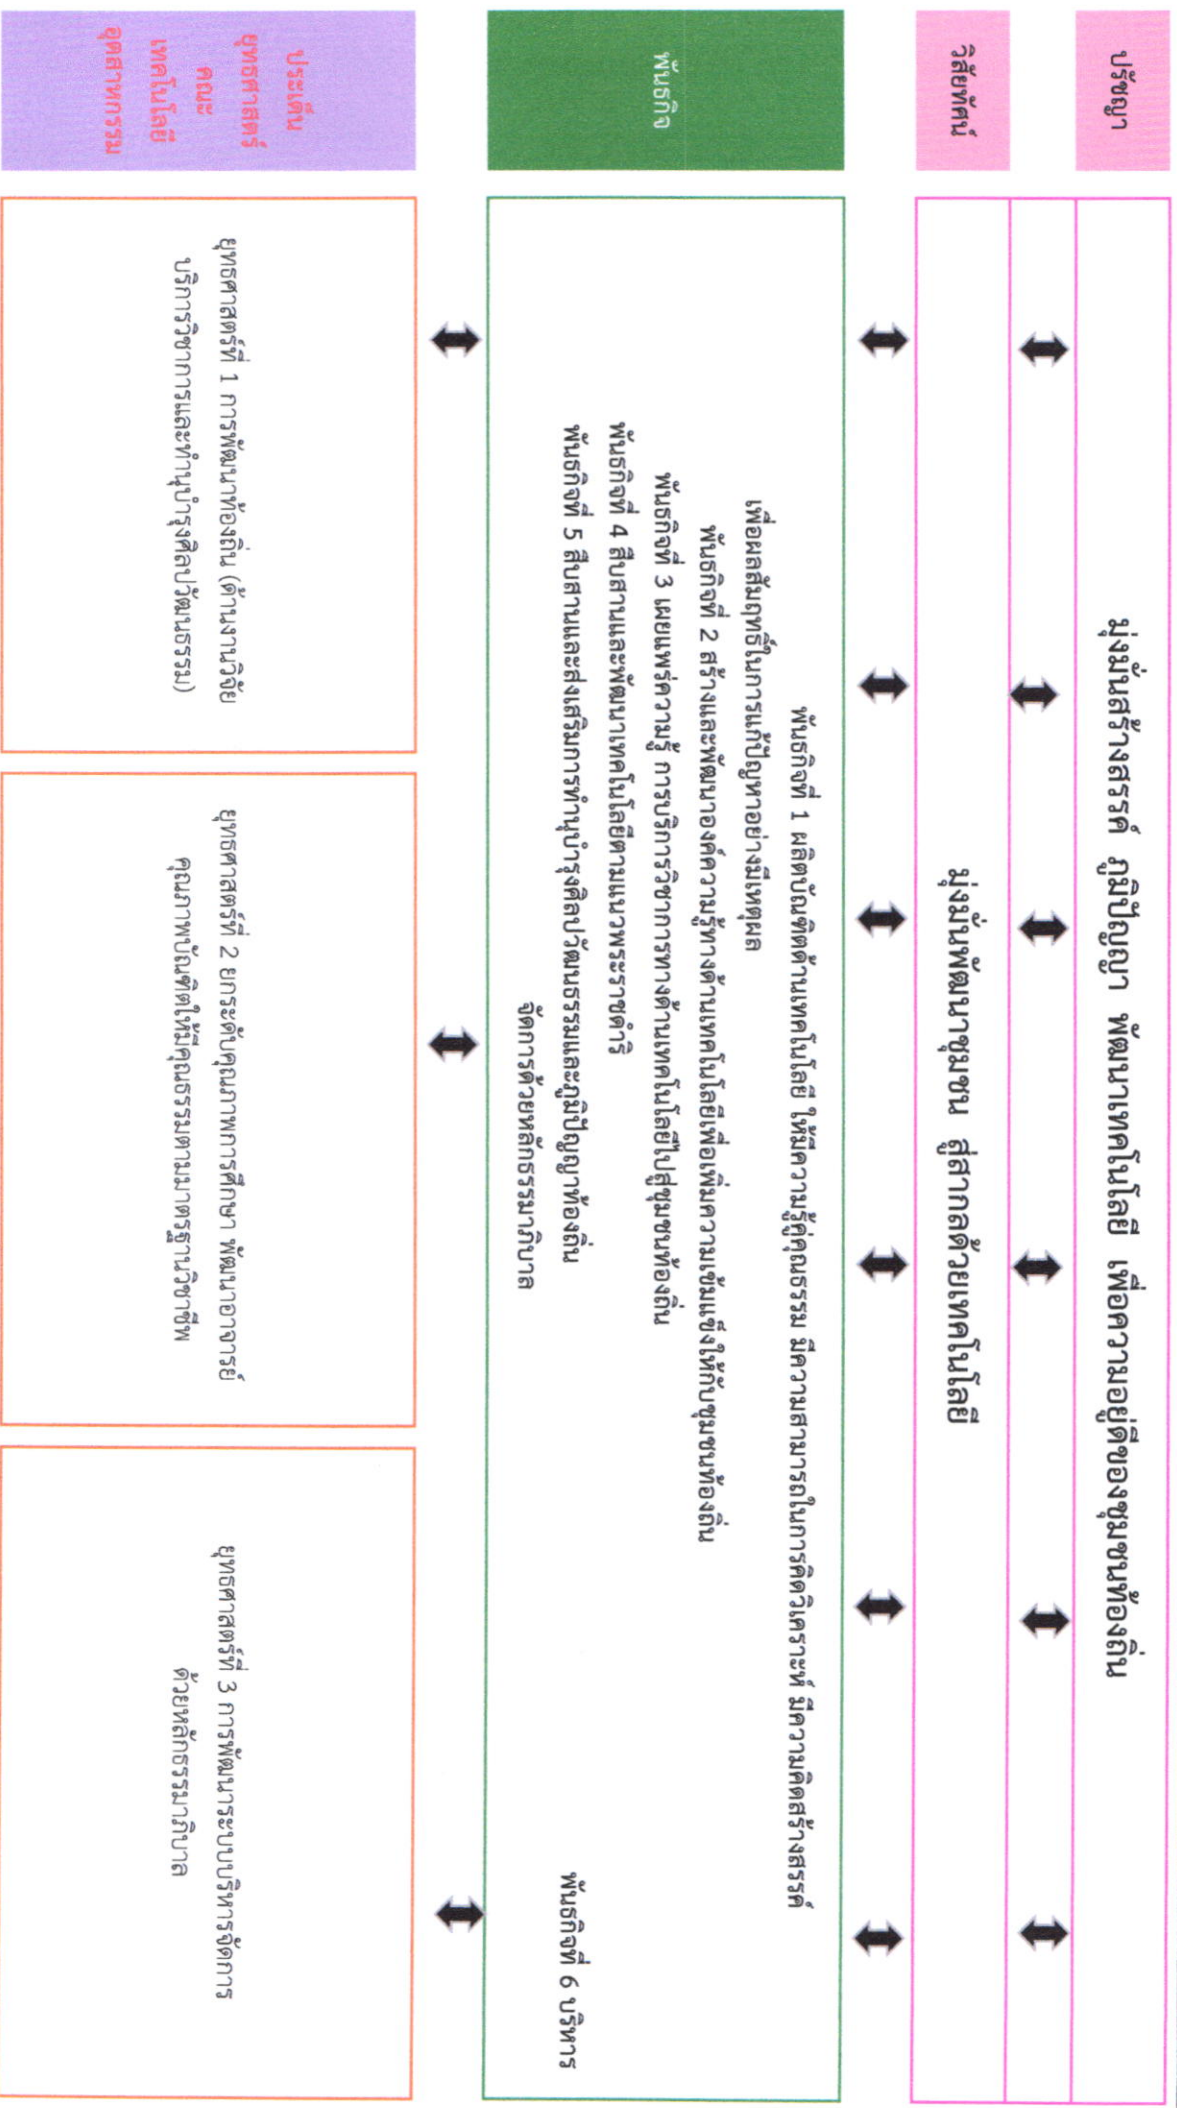 ปรัชญา
มุ่งมั่นสร้างสรรค์ ภูมิปัญญา พัฒนาเทคโนโลยี เพื่อความอยู่ดีของชุมชนท้องถิ่น
วิสัยทัศน์
มุ่งมั่นพัฒนาชุมชน สู่สากลด้วยเทคโนโลยี
พันธกิจ
พันธกิจที่ 1 ผลิตบัณฑิตด้านเทคโนโลยี ให้มีความรู้คู่คุณธรรม มีความสามารถในการคิดวิเคราะห์ มีความคิดสร้างสรรค์
เพื่อผลสัมฤทธิ์ในการแก้ปัญหาอย่างมีเหตุผล
พันธกิจที่ 2 สร้างและพัฒนาองค์ความรู้ทางด้านเทคโนโลยีเพื่อเพิ่มความเข้มแข็งให้กับชุมชนท้องถิ่น
พันธกิจที่ 3 เผยแพร่ความรู้ การบริการวิชาการทางด้านเทคโนโลยีไปสู่ชุมชนท้องถิ่น
พันธกิจที่ 4 สืบสานและพัฒนาเทคโนโลยีตามแนวพระราชดำริ
พันธกิจที่ 5 สืบสานและส่งเสริมการทำนุบำรุงศิลปวัฒนธรรมและภูมิปัญญาท้องถิ่น
พันธกิจที่ 6 บริหาร
จัดการด้วยหลักธรรมาภิบาล
ประเด็น
ยุทธศาสตร์
คณะ
เทคโนโลยี
อุตสาหกรรม
ยุทธศาสตร์ที่ 1 การพัฒนาท้องถิ่น (ด้านงานวิจัย
บริการวิชาการและทำนุบำรุงศิลปวัฒนธรรม)
ยุทธศาสตร์ที่ 2 ยกระดับคุณภาพการศึกษา พัฒนาอาจารย์
คุณภาพบัณฑิตให้มีคุณธรรมตามมาตรฐานวิชาชีพ
ยุทธศาสตร์ที่ 3 การพัฒนาระบบบริหารจัดการ
ด้วยหลักธรรมาภิบาล